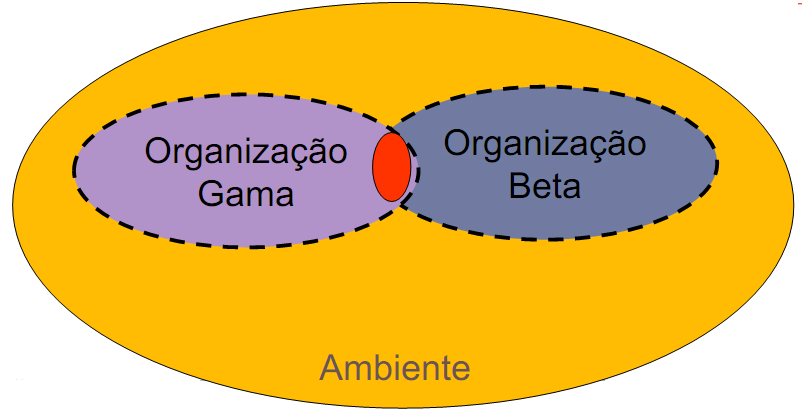 Organização
Gama
Organização
Beta
Ambiente